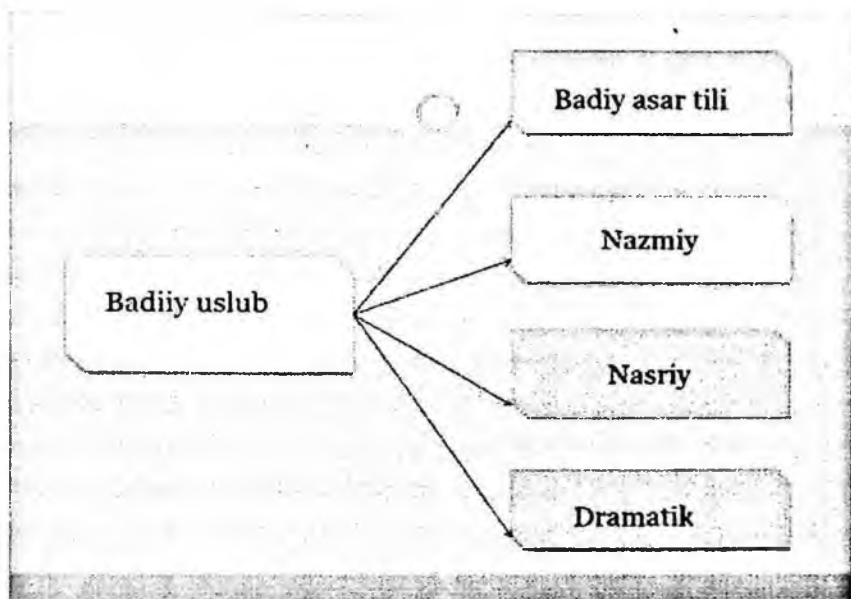 Badiy asar tili
Nazmiy
Badiiy uslub
Nasriy
Dramatik